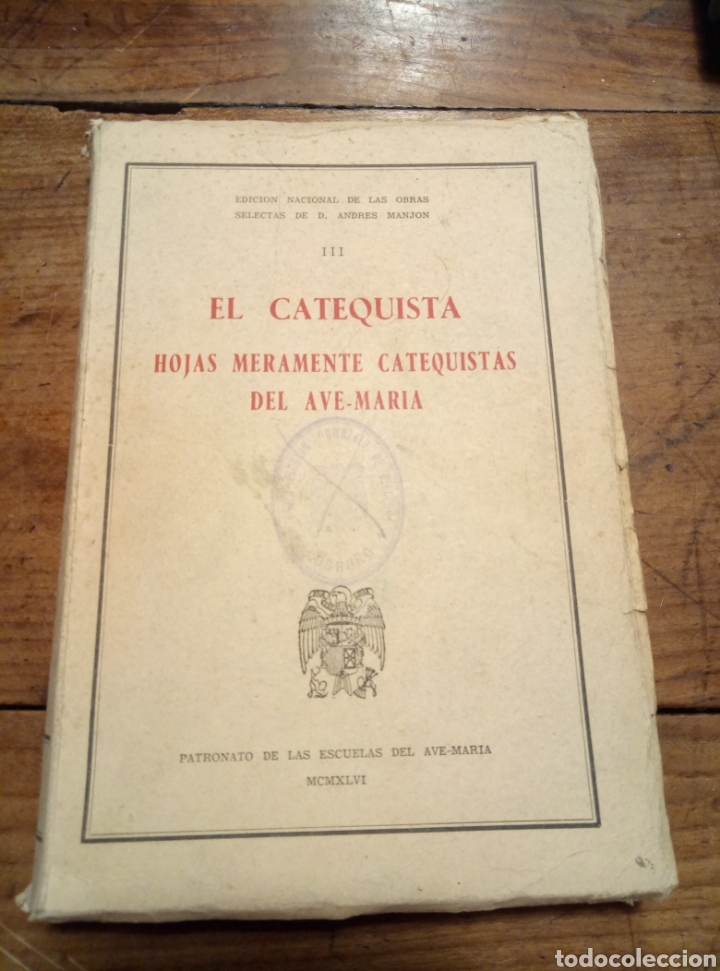 EDICION NACIONAL DE LAS OBRAS
SELECTAS DE D. ANDRES MANJON
III
EL CATEQUISTA
HOJAS MERAMENTE CATEQUISTAS
DEL AVE-MARIA
PATRONATO DE LAS ESCUELAS DEL AVE-MARIA
MCMXLVI
todocoleccion